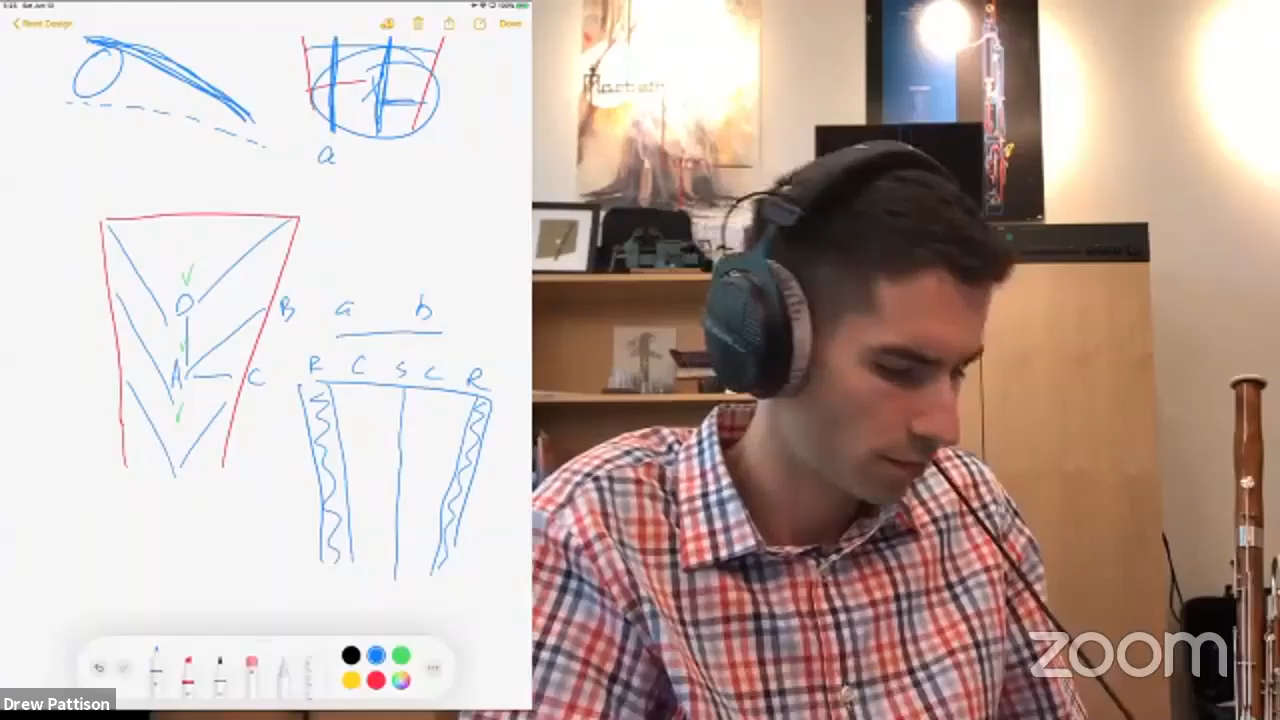 Reed Design
Done
a
O
B
a b
A
C
R C S C R
zoom
Drew Pattison